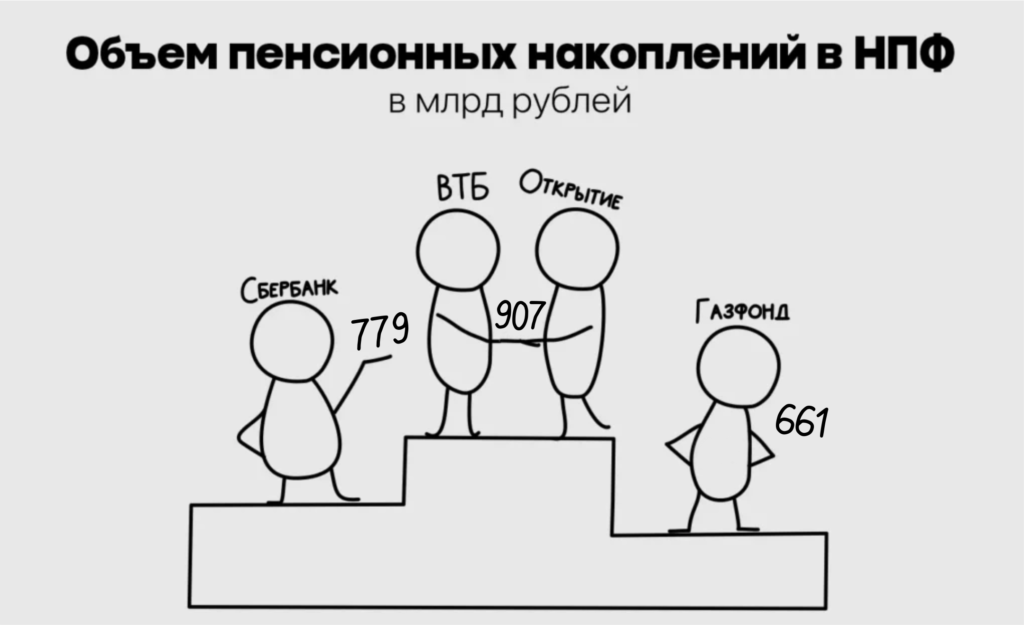 Объем пенсионных накоплений в НПФ
в млрд рублей
ВТБ
Открытие
Сбербанк
779
907
Газфонд
661